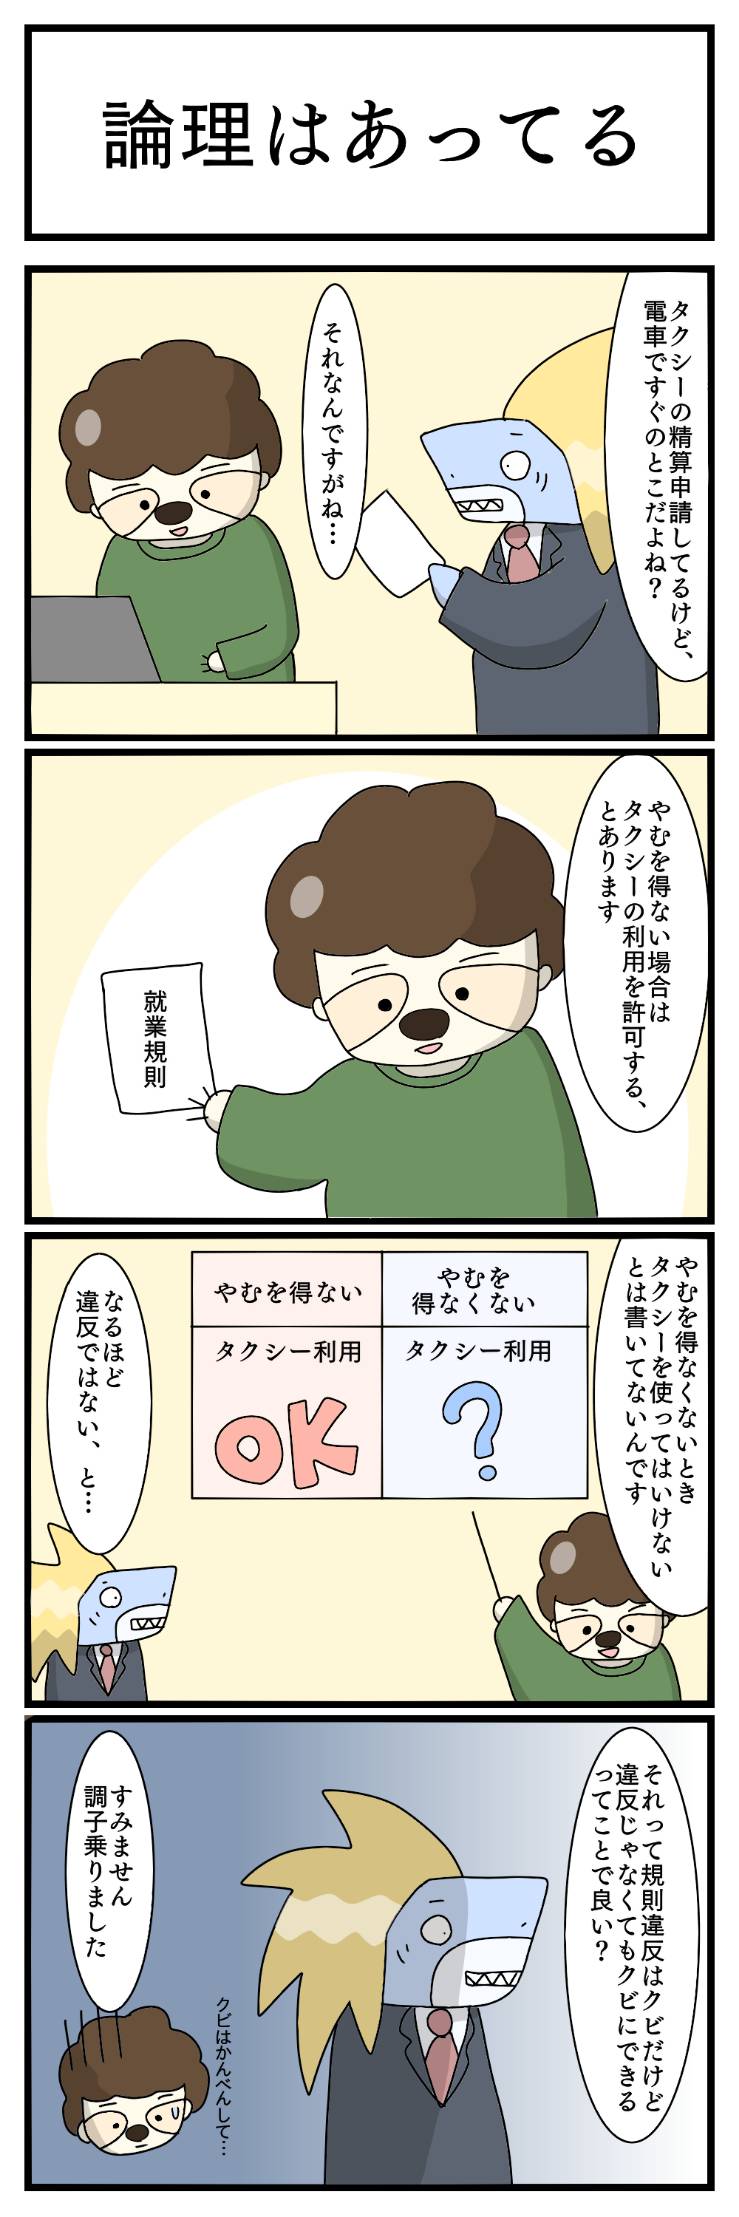 論理はあってる
タクシーの精算申請してるけど、
電車ですぐのとこだよね？
それなんですがね…
やむを得ない場合は
タクシーの利用を許可する、
とあります
就業規則
やむを得なくないとき
タクシーを使ってはいけない
とは書いてないんです
やむを得ない
やむを
得なくない
タクシー利用
タクシー利用
OK
?
なるほど
違反ではない、と…
それって規則違反はクビだけど
違反じゃなくてもクビにできる
ってことで良い？
すみません
調子乗りました
クビはかんべんして…